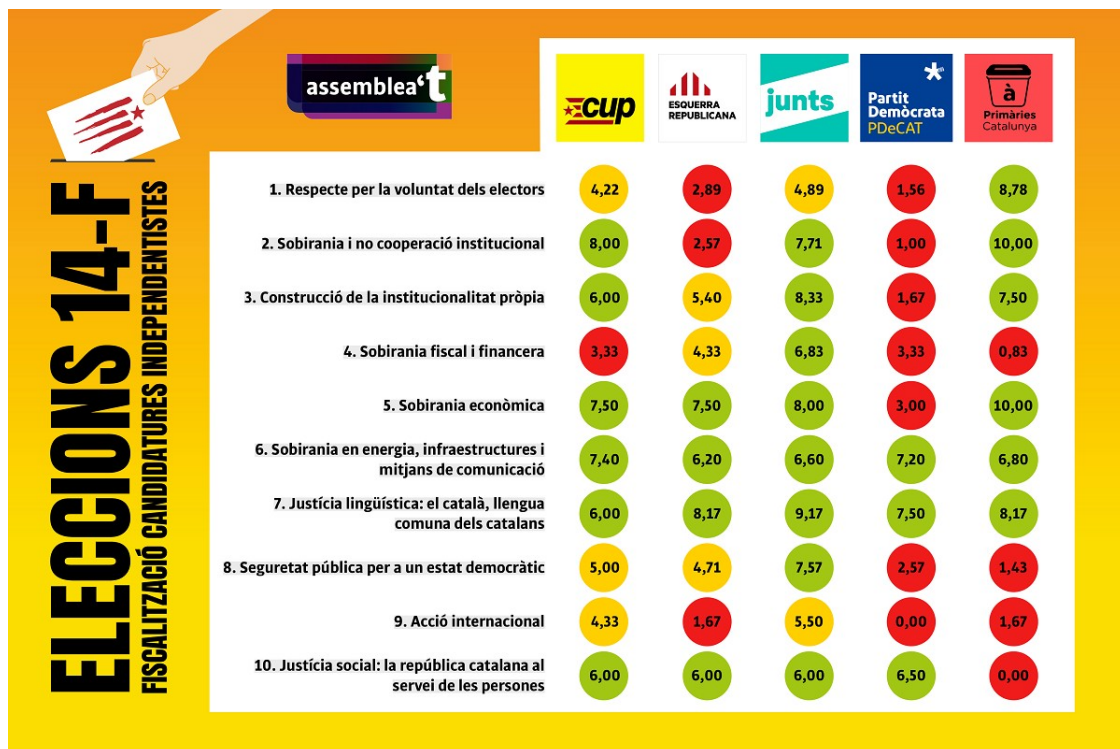 ELECCIONS 14-F
FISCALITZACIÓ CANDIDATURES INDEPENDENTISTES
assemblea't
cup
ESQUERRA
REPUBLICANA
junts
Partit
Demòcrata
PDeCAT
à
Primàries
Catalunya
1. Respecte per la voluntat dels electors 4,22 2,89 4,89 1,56 8,78
2. Sobirania i no cooperació institucional 8,00 2,57 7,71 1,00 10,00
3. Construcció de la institucionalitat pròpia 6,00 5,40 8,33 1,67 7,50
4. Sobirania fiscal i financera 3,33 4,33 6,83 3,33 0,83
5. Sobirania econòmica 7,50 7,50 8,00 3,00 10,00
6. Sobirania en energia, infraestructures i
mitjans de comunicació 7,40 6,20 6,60 7,20 6,80
7. Justícia lingüística: el català, llengua
comuna dels catalans 6,00 8,17 9,17 7,50 8,17
8. Seguretat pública per a un estat democràtic 5,00 4,71 7,57 2,57 1,43
9. Acció internacional 4,33 1,67 5,50 0,00 1,67
10. Justícia social: la república catalana al
servei de les persones 6,00 6,00 6,00 6,50 0,00